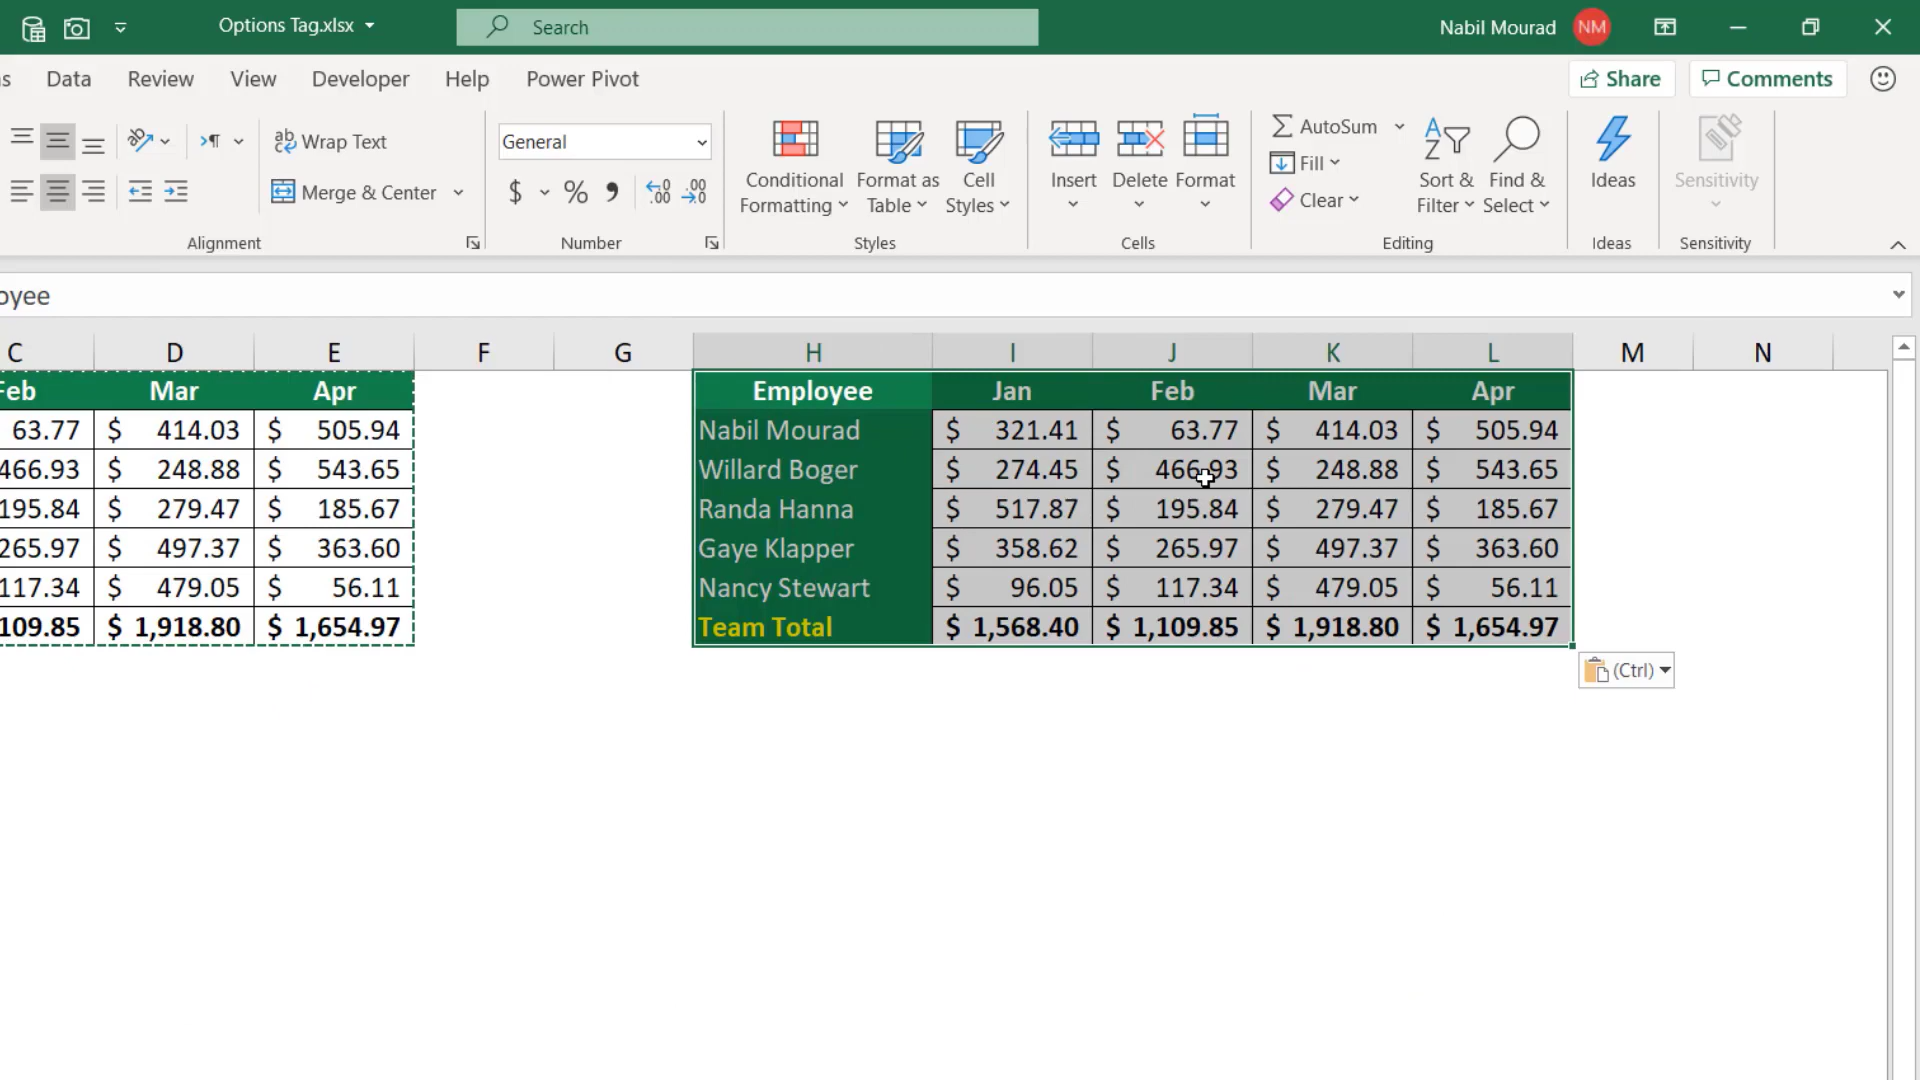 Options Tag.xlsx
Search
Nabil Mourad NM
s Data Review View Developer Help Power Pivot Share Comments
Wrap Text
Merge & Center
Alignment
General
$ % ,
Number
Conditional Formatting
Format as Table
Cell Styles
Styles
Insert Delete Format
Cells
AutoSum
Fill
Clear
Sort & Filter
Find & Select
Editing
Ideas
Ideas
Sensitivity
Sensitivity
oyee
C D E F G H I J K L M N
Feb Mar Apr Employee Jan Feb Mar Apr
63.77 $ 414.03 $ 505.94 Nabil Mourad $ 321.41 $ 63.77 $ 414.03 $ 505.94
466.93 $ 248.88 $ 543.65 Willard Boger $ 274.45 $ 466.93 $ 248.88 $ 543.65
195.84 $ 279.47 $ 185.67 Randa Hanna $ 517.87 $ 195.84 $ 279.47 $ 185.67
265.97 $ 497.37 $ 363.60 Gaye Klapper $ 358.62 $ 265.97 $ 497.37 $ 363.60
117.34 $ 479.05 $ 56.11 Nancy Stewart $ 96.05 $ 117.34 $ 479.05 $ 56.11
109.85 $ 1,918.80 $ 1,654.97 Team Total $ 1,568.40 $ 1,109.85 $ 1,918.80 $ 1,654.97
(Ctrl)